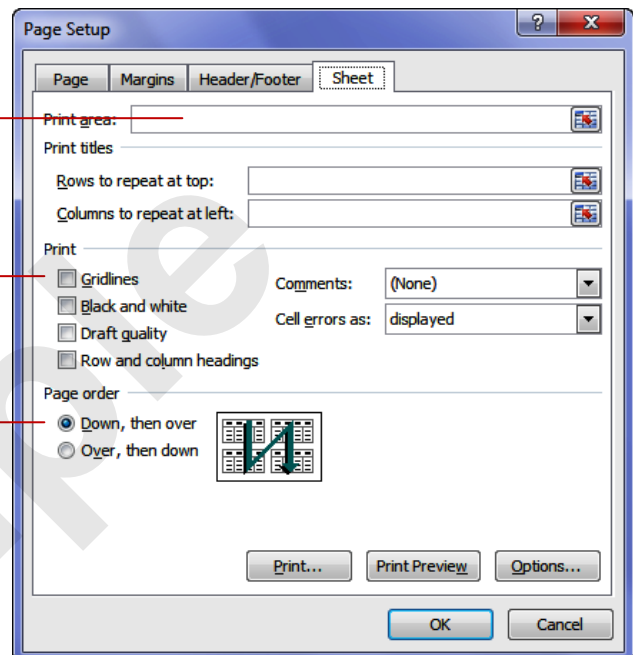 Page Setup
Page Margins Header/Footer Sheet
Print area:
Print titles
Rows to repeat at top:
Columns to repeat at left:
Print
Gridlines Comments: (None)
Black and white Cell errors as: displayed
Draft quality
Row and column headings
Page order
Down, then over
Over, then down
Print... Print Preview Options...
OK Cancel
ple